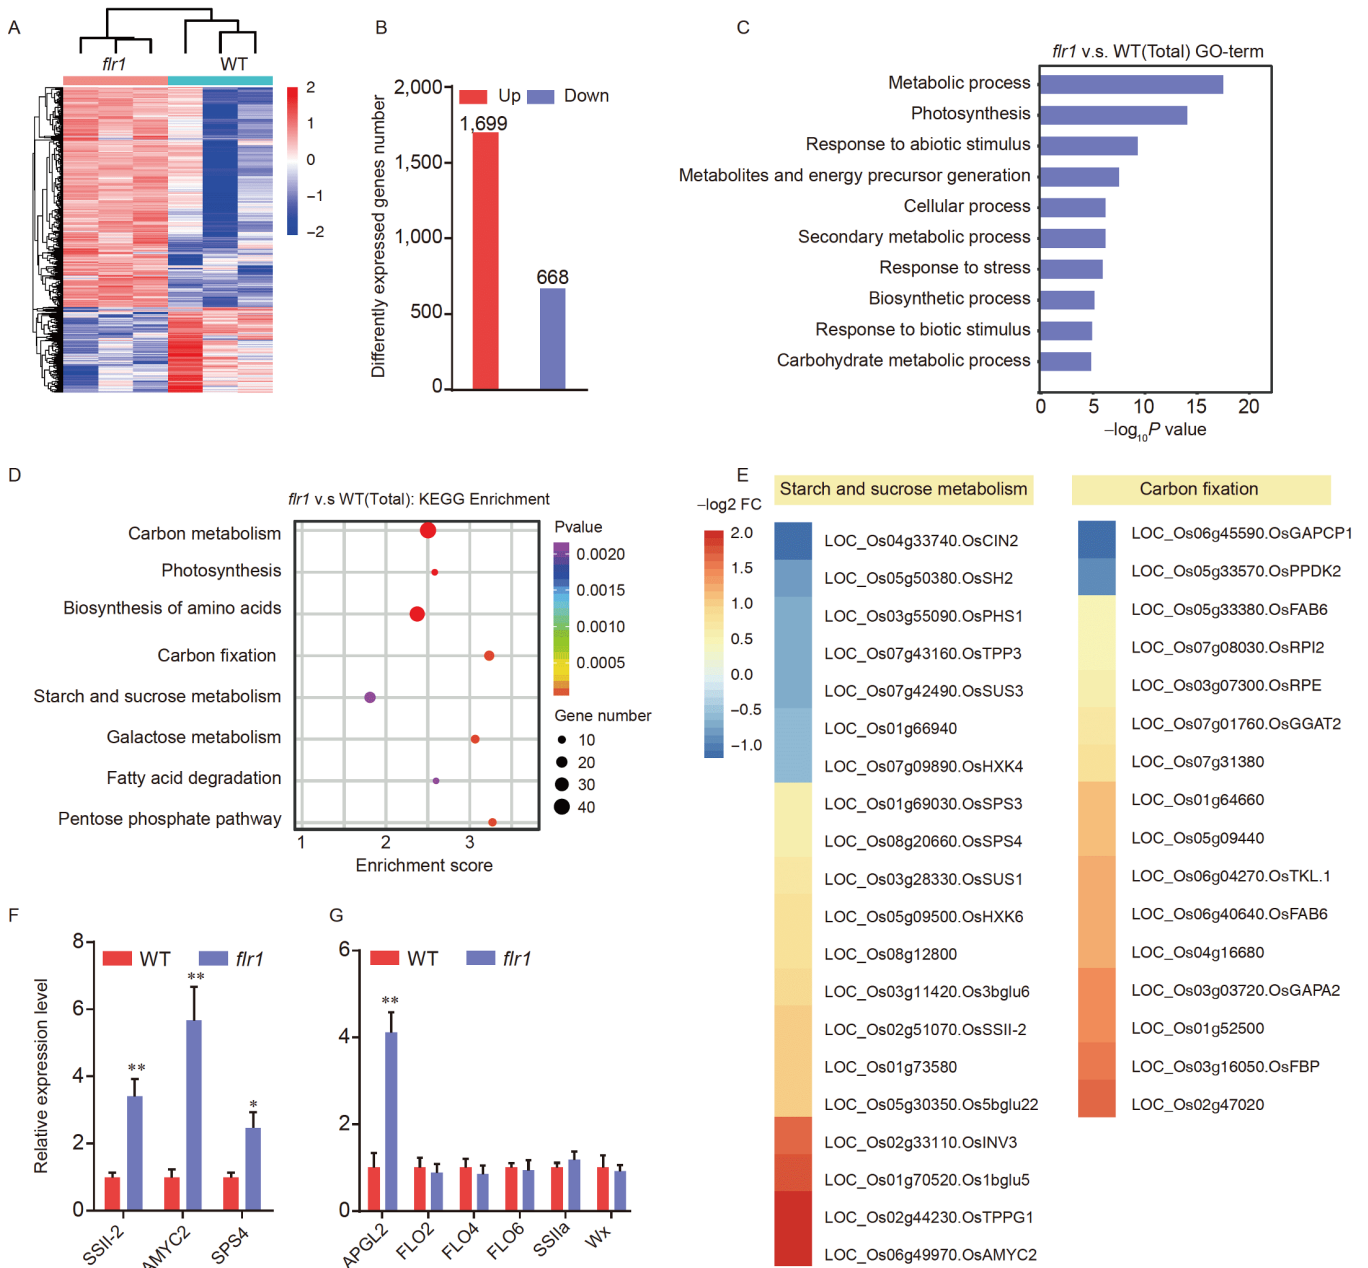 A
flr1
WT
2
1
0
−1
−2
B
Up
Down
Differently expressed genes number
2,000
1,500
1,000
500
0
1,699
668
C
flr1 v.s. WT(Total) GO-term
Metabolic process
Photosynthesis
Response to abiotic stimulus
Metabolites and energy precursor generation
Cellular process
Secondary metabolic process
Response to stress
Biosynthetic process
Response to biotic stimulus
Carbohydrate metabolic process
0 5 10 15 20
−log10P value
D
flr1 v.s WT(Total): KEGG Enrichment
Carbon metabolism
Photosynthesis
Biosynthesis of amino acids
Carbon fixation
Starch and sucrose metabolism
Galactose metabolism
Fatty acid degradation
Pentose phosphate pathway
1 2 3
Enrichment score
Pvalue
0.0020
0.0015
0.0010
0.0005
Gene number
10
20
30
40
E
−log2 FC
2.0
1.5
1.0
0.5
0.0
−0.5
−1.0
Starch and sucrose metabolism
LOC_Os04g33740.OsCIN2
LOC_Os05g50380.OsSH2
LOC_Os03g55090.OsPHS1
LOC_Os07g43160.OsTPP3
LOC_Os07g42490.OsSUS3
LOC_Os01g66940
LOC_Os07g09890.OsHXK4
LOC_Os01g69030.OsSPS3
LOC_Os08g20660.OsSPS4
LOC_Os03g28330.OsSUS1
LOC_Os05g09500.OsHXK6
LOC_Os08g12800
LOC_Os03g11420.Os3bglu6
LOC_Os02g51070.OsSSII-2
LOC_Os01g73580
LOC_Os05g30350.Os5bglu22
LOC_Os02g33110.OsINV3
LOC_Os01g70520.Os1bglu5
LOC_Os02g44230.OsTPPG1
LOC_Os06g49970.OsAMYC2
Carbon fixation
LOC_Os06g45590.OsGAPCP1
LOC_Os05g33570.OsPPDK2
LOC_Os05g33380.OsFAB6
LOC_Os07g08030.OsRPI2
LOC_Os03g07300.OsRPE
LOC_Os07g01760.OsGGAT2
LOC_Os07g31380
LOC_Os01g64660
LOC_Os05g09440
LOC_Os06g04270.OsTKL.1
LOC_Os06g40640.OsFAB6
LOC_Os04g16680
LOC_Os03g03720.OsGAPA2
LOC_Os01g52500
LOC_Os03g16050.OsFBP
LOC_Os02g47020
F
WT
flr1
Relative expression level
8
6
4
2
0
**
**
*
SSII-2
AMYC2
SPS4
G
WT
flr1
6
4
2
0
**
APGL2
FLO2
FLO4
FLO6
SSIIa
Wx